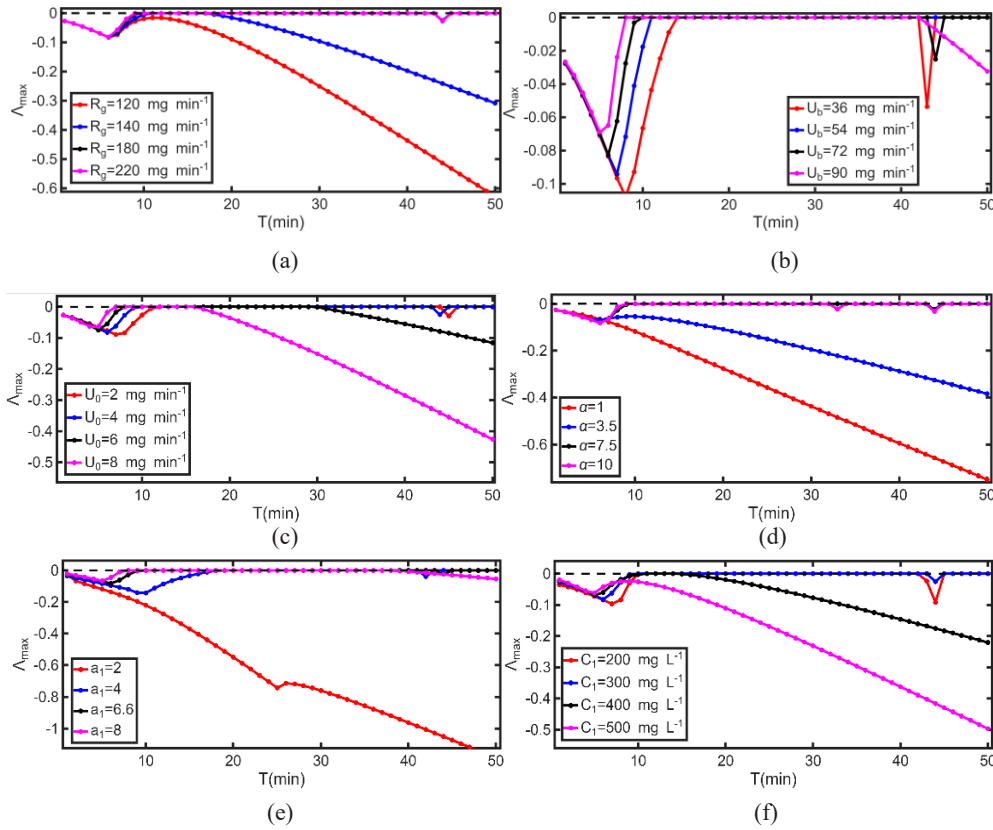 0
-0.1
-0.2
-0.3
-0.4
-0.5
-0.6
Λmax
Rg=120 mg min-1
Rg=140 mg min-1
Rg=180 mg min-1
Rg=220 mg min-1
10 20 30 40 50
T(min)
(a)
0
-0.02
-0.04
-0.06
-0.08
-0.1
Λmax
Ub=36 mg min-1
Ub=54 mg min-1
Ub=72 mg min-1
Ub=90 mg min-1
10 20 30 40 50
T(min)
(b)
0
-0.1
-0.2
-0.3
-0.4
-0.5
Λmax
U0=2 mg min-1
U0=4 mg min-1
U0=6 mg min-1
U0=8 mg min-1
10 20 30 40 50
T(min)
(c)
0
-0.2
-0.4
-0.6
Λmax
α=1
α=3.5
α=7.5
α=10
10 20 30 40 50
T(min)
(d)
0
-0.2
-0.4
-0.6
-0.8
-1
Λmax
a1=2
a1=4
a1=6.6
a1=8
10 20 30 40 50
T(min)
(e)
0
-0.1
-0.2
-0.3
-0.4
-0.5
Λmax
C1=200 mg L-1
C1=300 mg L-1
C1=400 mg L-1
C1=500 mg L-1
10 20 30 40 50
T(min)
(f)